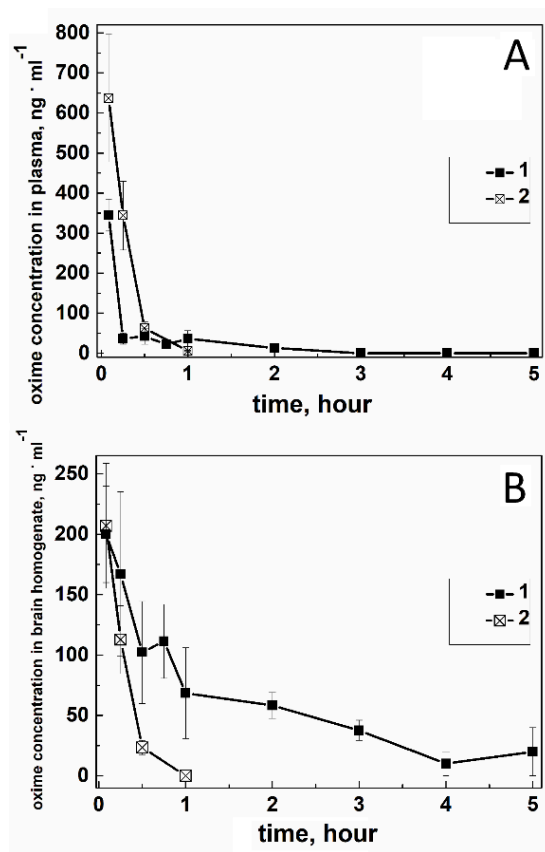 A
oxime concentration in plasma, ng · ml⁻¹
800
700
600
500
400
300
200
100
0
1
2
0 1 2 3 4 5
time, hour
B
oxime concentration in brain homogenate, ng · ml⁻¹
250
200
150
100
50
0
1
2
0 1 2 3 4 5
time, hour